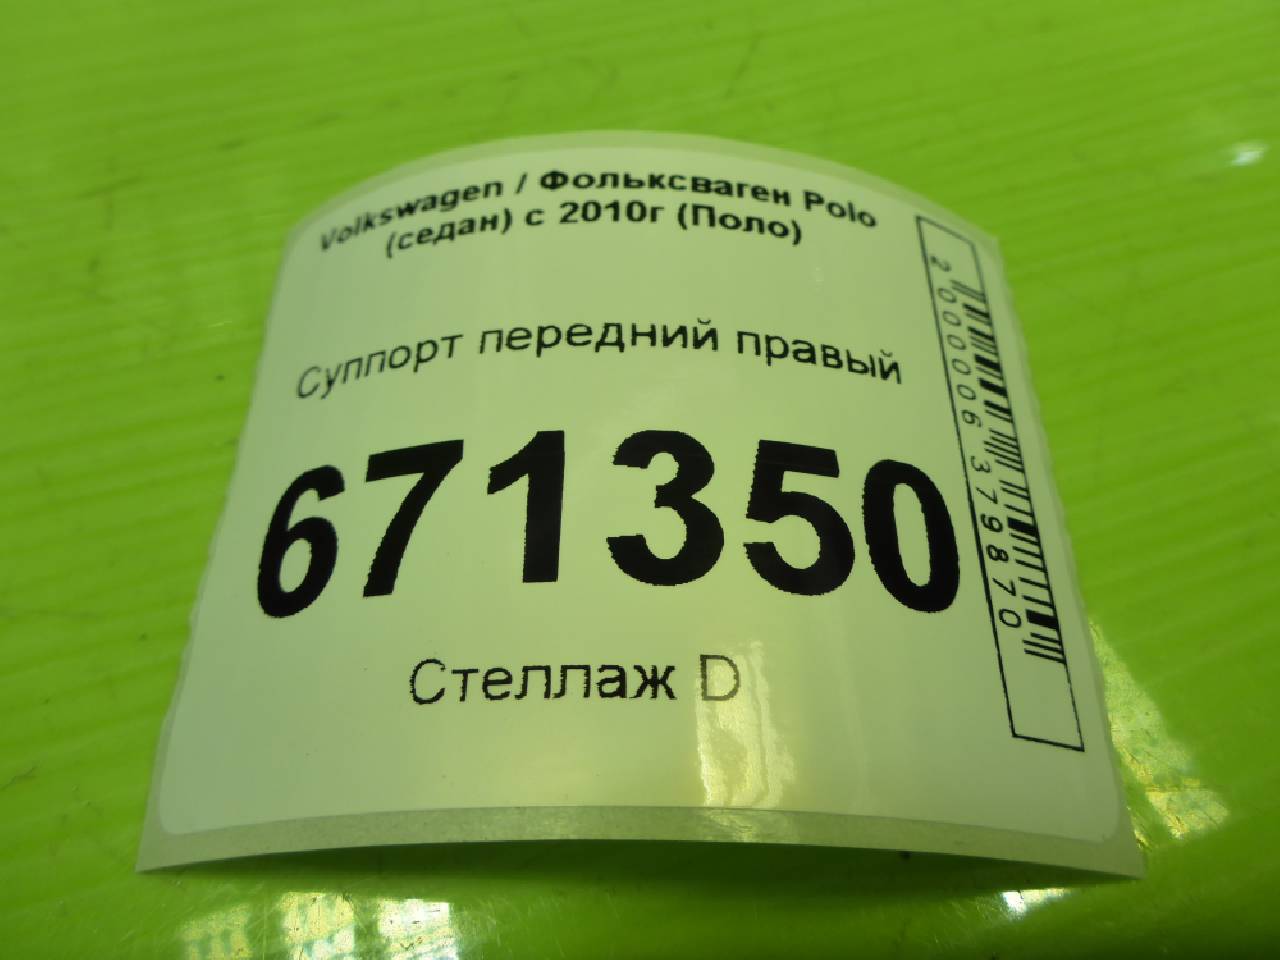 Volkswagen / Фольксваген Polo
(седан) с 2010г (Поло)
Суппорт передний правый
671350
Стеллаж D
2000006379870